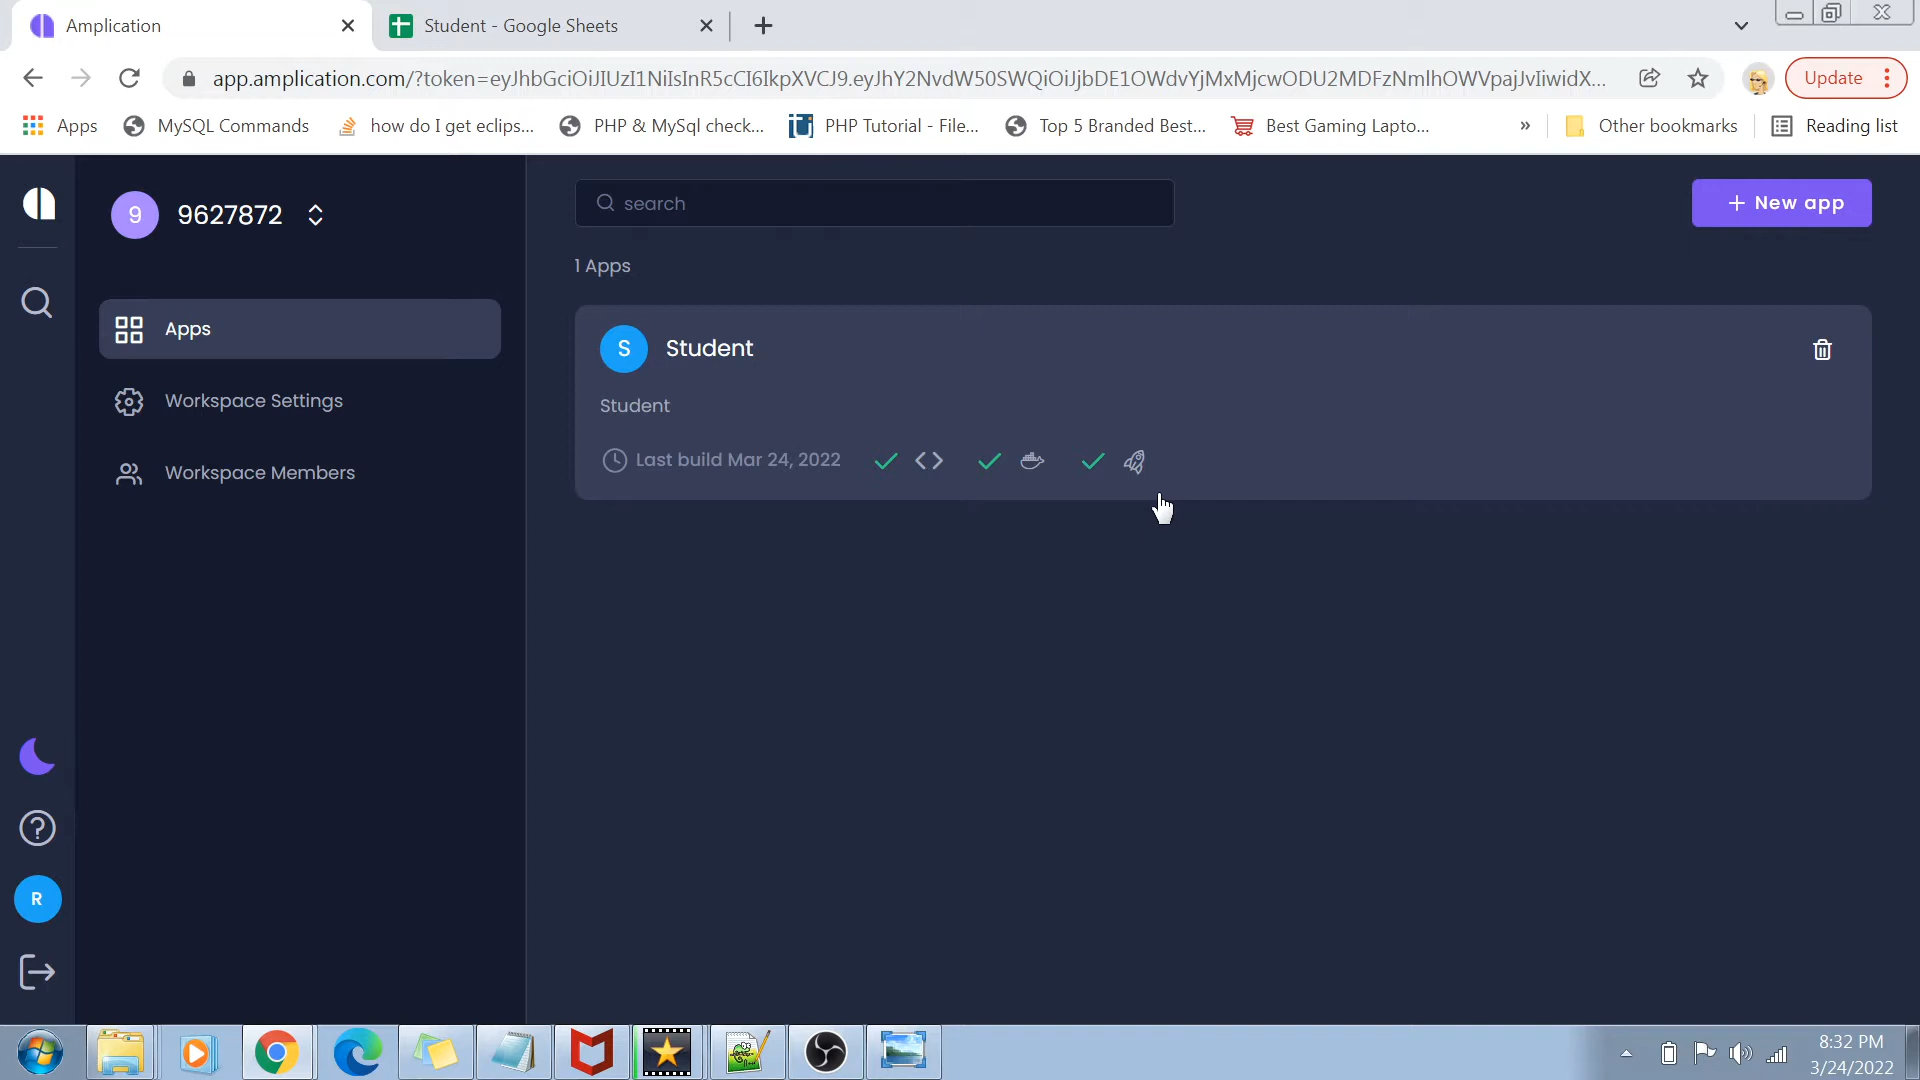 Amplication
Student - Google Sheets
app.amplication.com/?token=eyJhbGciOiJIUzI1NiIsInR5cCI6IkpXVCJ9.eyJhY2NvdW50SWQiOiJjbDE1OWdvYjMxMjcwODU2MDFzNmlhOWVpajJvIiwidX...
Update
Apps
MySQL Commands
how do I get eclips...
PHP & MySql check...
PHP Tutorial - File...
Top 5 Branded Best...
Best Gaming Lapto...
»
Other bookmarks
Reading list
9
9627872
search
+ New app
1 Apps
Apps
S
Student
Student
Workspace Settings
Last build Mar 24, 2022
Workspace Members
R
8:32 PM
3/24/2022